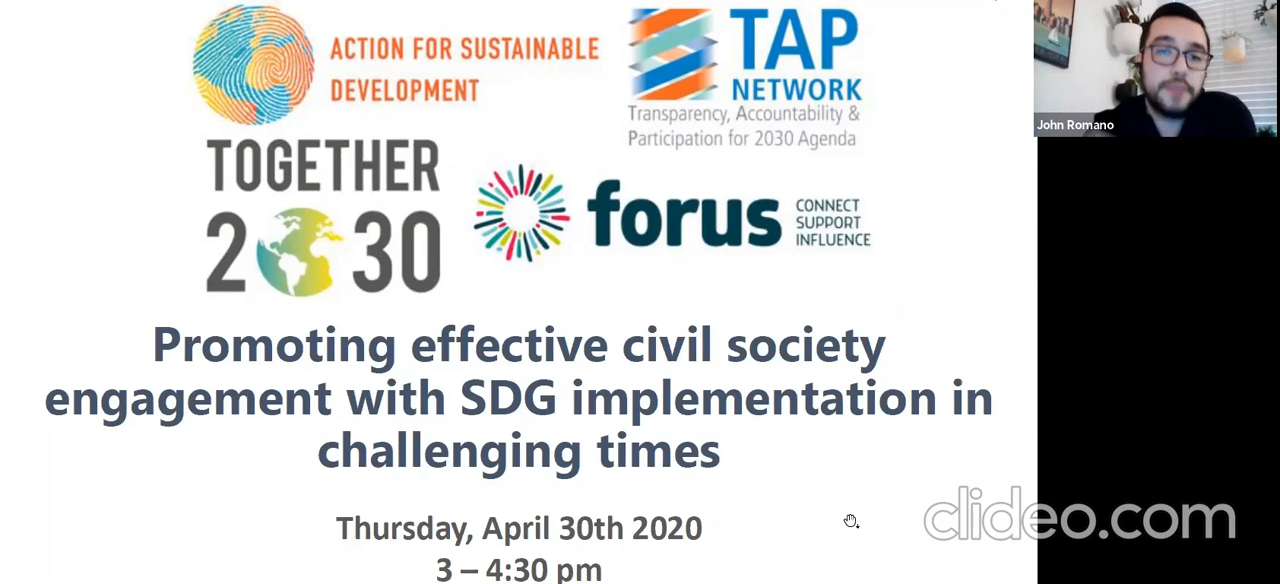 ACTION FOR SUSTAINABLE
DEVELOPMENT
TAP
NETWORK
Transparency, Accountability &
Participation for 2030 Agenda
John Romano
TOGETHER
2030
forus
CONNECT
SUPPORT
INFLUENCE
Promoting effective civil society
engagement with SDG implementation in
challenging times
Thursday, April 30th 2020
3 – 4:30 pm
clideo.com